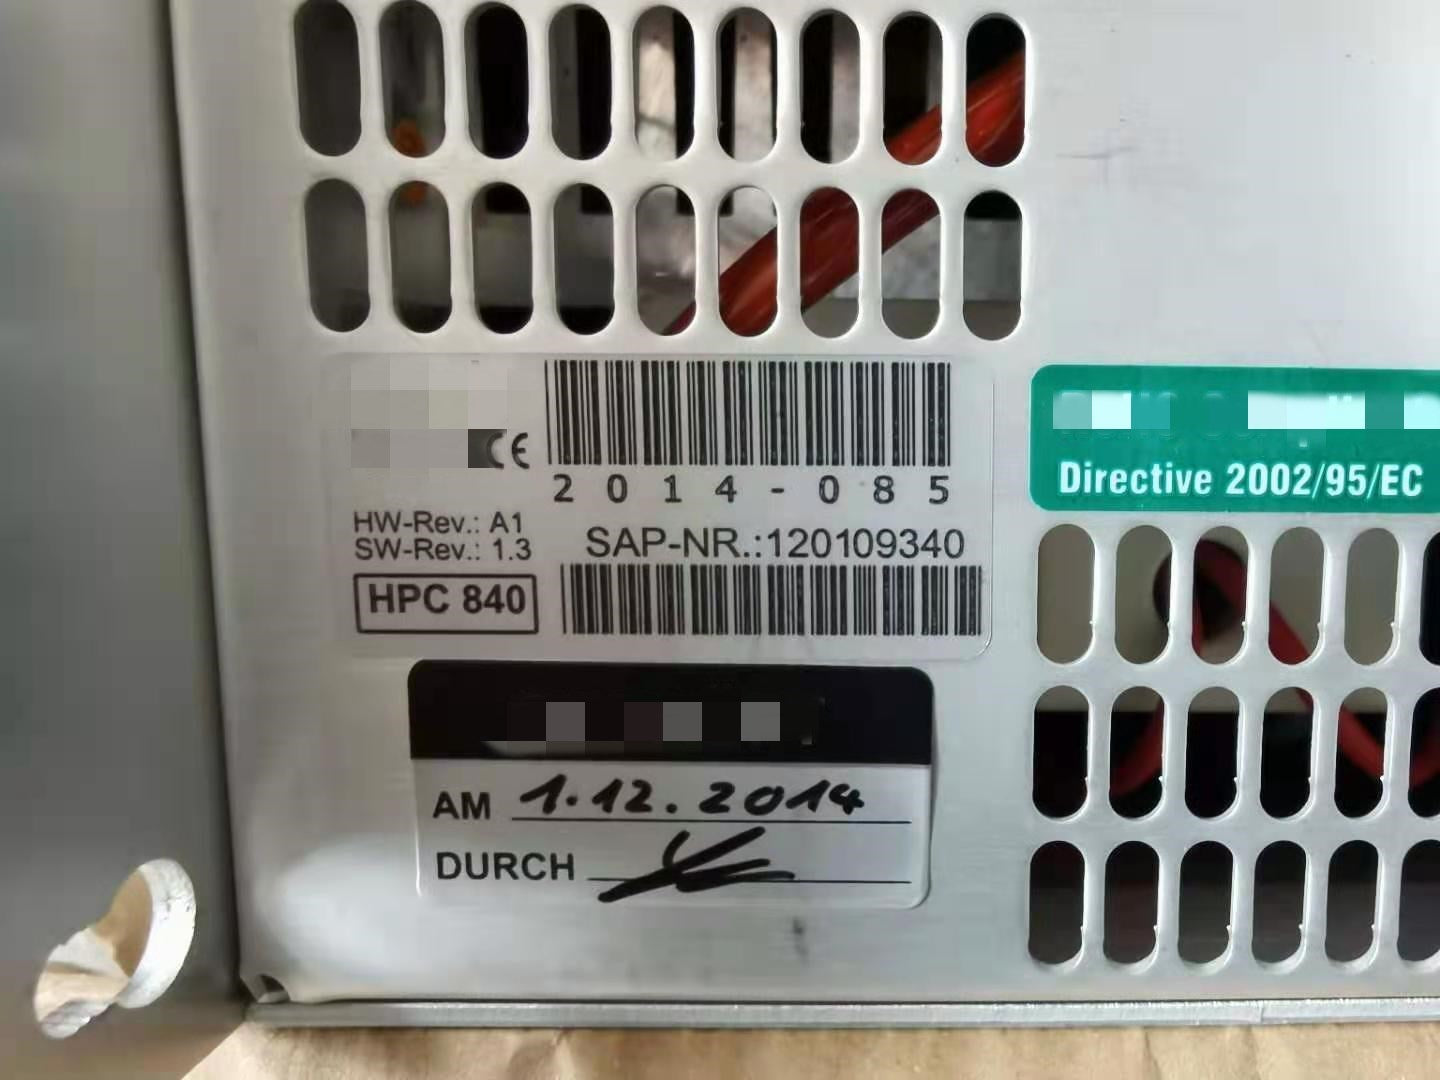 CE
2014-085
HW-Rev.: A1
SW-Rev.: 1.3
SAP-NR.:120109340
HPC 840
Directive 2002/95/EC
AM 1.12.2014
DURCH